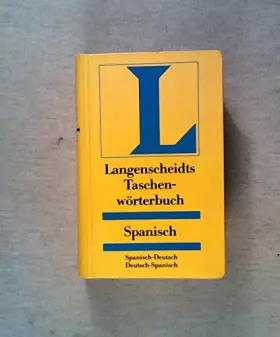 L
Langenscheidts
Taschen-
wörterbuch
Spanisch
Spanisch-Deutsch
Deutsch-Spanisch